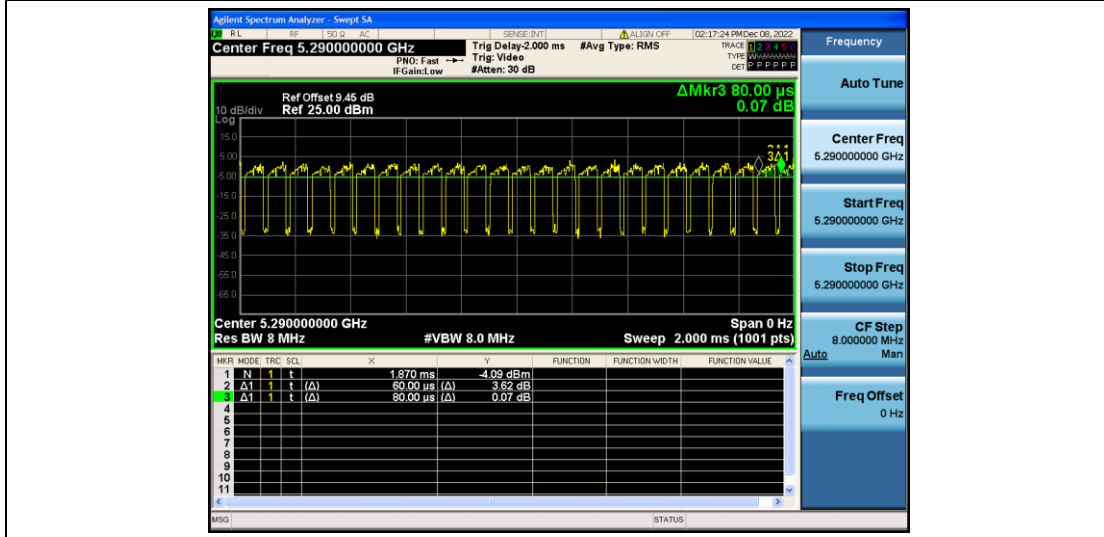 Agilent Spectrum Analyzer - Swept SA
RL RF 50 Ω AC SENSE:INT ALIGN OFF 02:17:24 PM Dec 08, 2022
Center Freq 5.290000000 GHz
Trig Delay-2.000 ms #Avg Type: RMS
TRACE 1 2 3 4 5 6
PNO: Fast Trig: Video
TYPE WWWWWW
IFGain:Low #Atten: 30 dB
DET P P P P P P
Frequency
Auto Tune
Center Freq
5.290000000 GHz
Start Freq
5.290000000 GHz
Stop Freq
5.290000000 GHz
CF Step
8.000000 MHz
Auto Man
Freq Offset
0 Hz
ΔMkr3 80.00 µs
0.07 dB
Ref Offset 9.45 dB
10 dB/div Ref 25.00 dBm
Log
15.0
5.00
-5.00
-15.0
-25.0
-35.0
-45.0
-55.0
-65.0
3Δ1
Center 5.290000000 GHz Span 0 Hz
Res BW 8 MHz #VBW 8.0 MHz Sweep 2.000 ms (1001 pts)
MKR MODE TRC SCL X Y FUNCTION FUNCTION WIDTH FUNCTION VALUE
1 N 1 t 1.870 ms -4.09 dBm
2 Δ1 1 t (Δ) 60.00 µs (Δ) 3.62 dB
3 Δ1 1 t (Δ) 80.00 µs (Δ) 0.07 dB
4
5
6
7
8
9
10
11
MSG STATUS